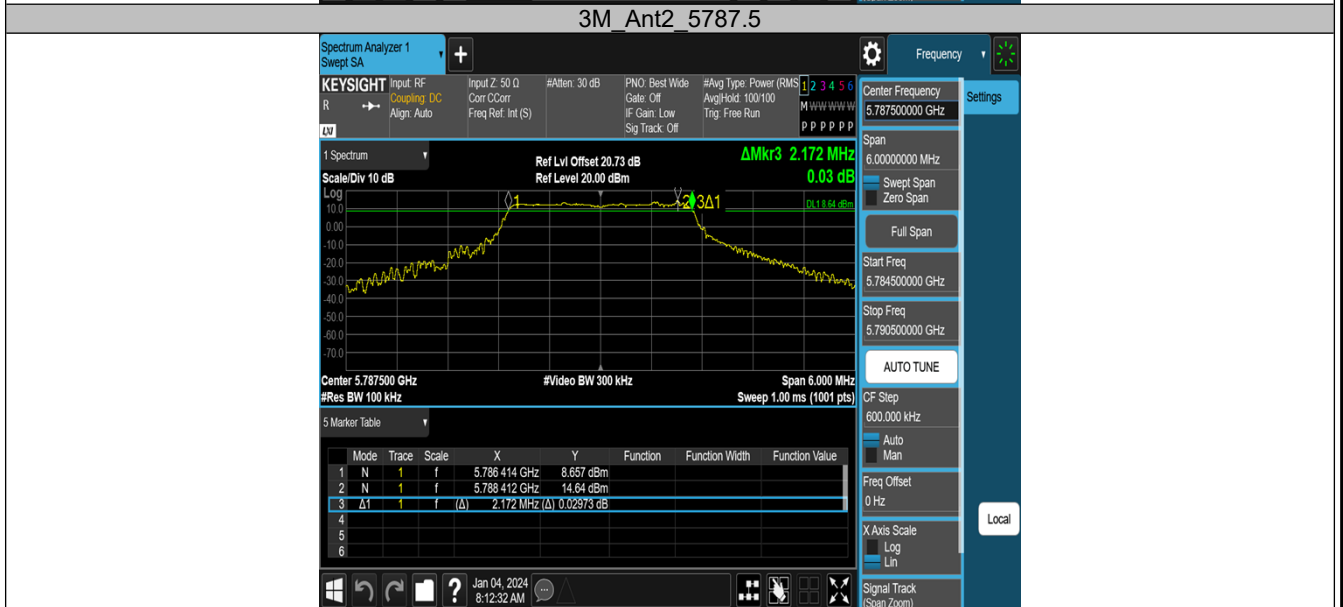 3M_Ant2_5787.5
Spectrum Analyzer 1
Swept SA
+
Frequency
KEYSIGHT
R
LXI
Input: RF
Coupling: DC
Align: Auto
Input Z: 50 Ω
Corr CCorr
Freq Ref: Int (S)
#Atten: 30 dB
PNO: Best Wide
Gate: Off
IF Gain: Low
Sig Track: Off
#Avg Type: Power (RMS
Avg|Hold: 100/100
Trig: Free Run
1 2 3 4 5 6
M W W W W W
P P P P P P
Center Frequency
5.787500000 GHz
Settings
1 Spectrum
Scale/Div 10 dB
Ref Lvl Offset 20.73 dB
Ref Level 20.00 dBm
ΔMkr3 2.172 MHz
0.03 dB
Span
6.00000000 MHz
Swept Span
Zero Span
Log
10.0
0.00
-10.0
-20.0
-30.0
-40.0
-50.0
-60.0
-70.0
1
2
3Δ1
DL1 8.64 dBm
Full Span
Start Freq
5.784500000 GHz
Stop Freq
5.790500000 GHz
AUTO TUNE
Center 5.787500 GHz
#Video BW 300 kHz
Span 6.000 MHz
#Res BW 100 kHz
Sweep 1.00 ms (1001 pts)
CF Step
600.000 kHz
Auto
Man
5 Marker Table
Mode Trace Scale X Y Function Function Width Function Value
1 N 1 f 5.786 414 GHz 8.657 dBm
2 N 1 f 5.788 412 GHz 14.64 dBm
3 Δ1 1 f (Δ) 2.172 MHz (Δ) 0.02973 dB
4
5
6
Freq Offset
0 Hz
X Axis Scale
Log
Lin
Local
Signal Track
(Span Zoom)
?
Jan 04, 2024
8:12:32 AM